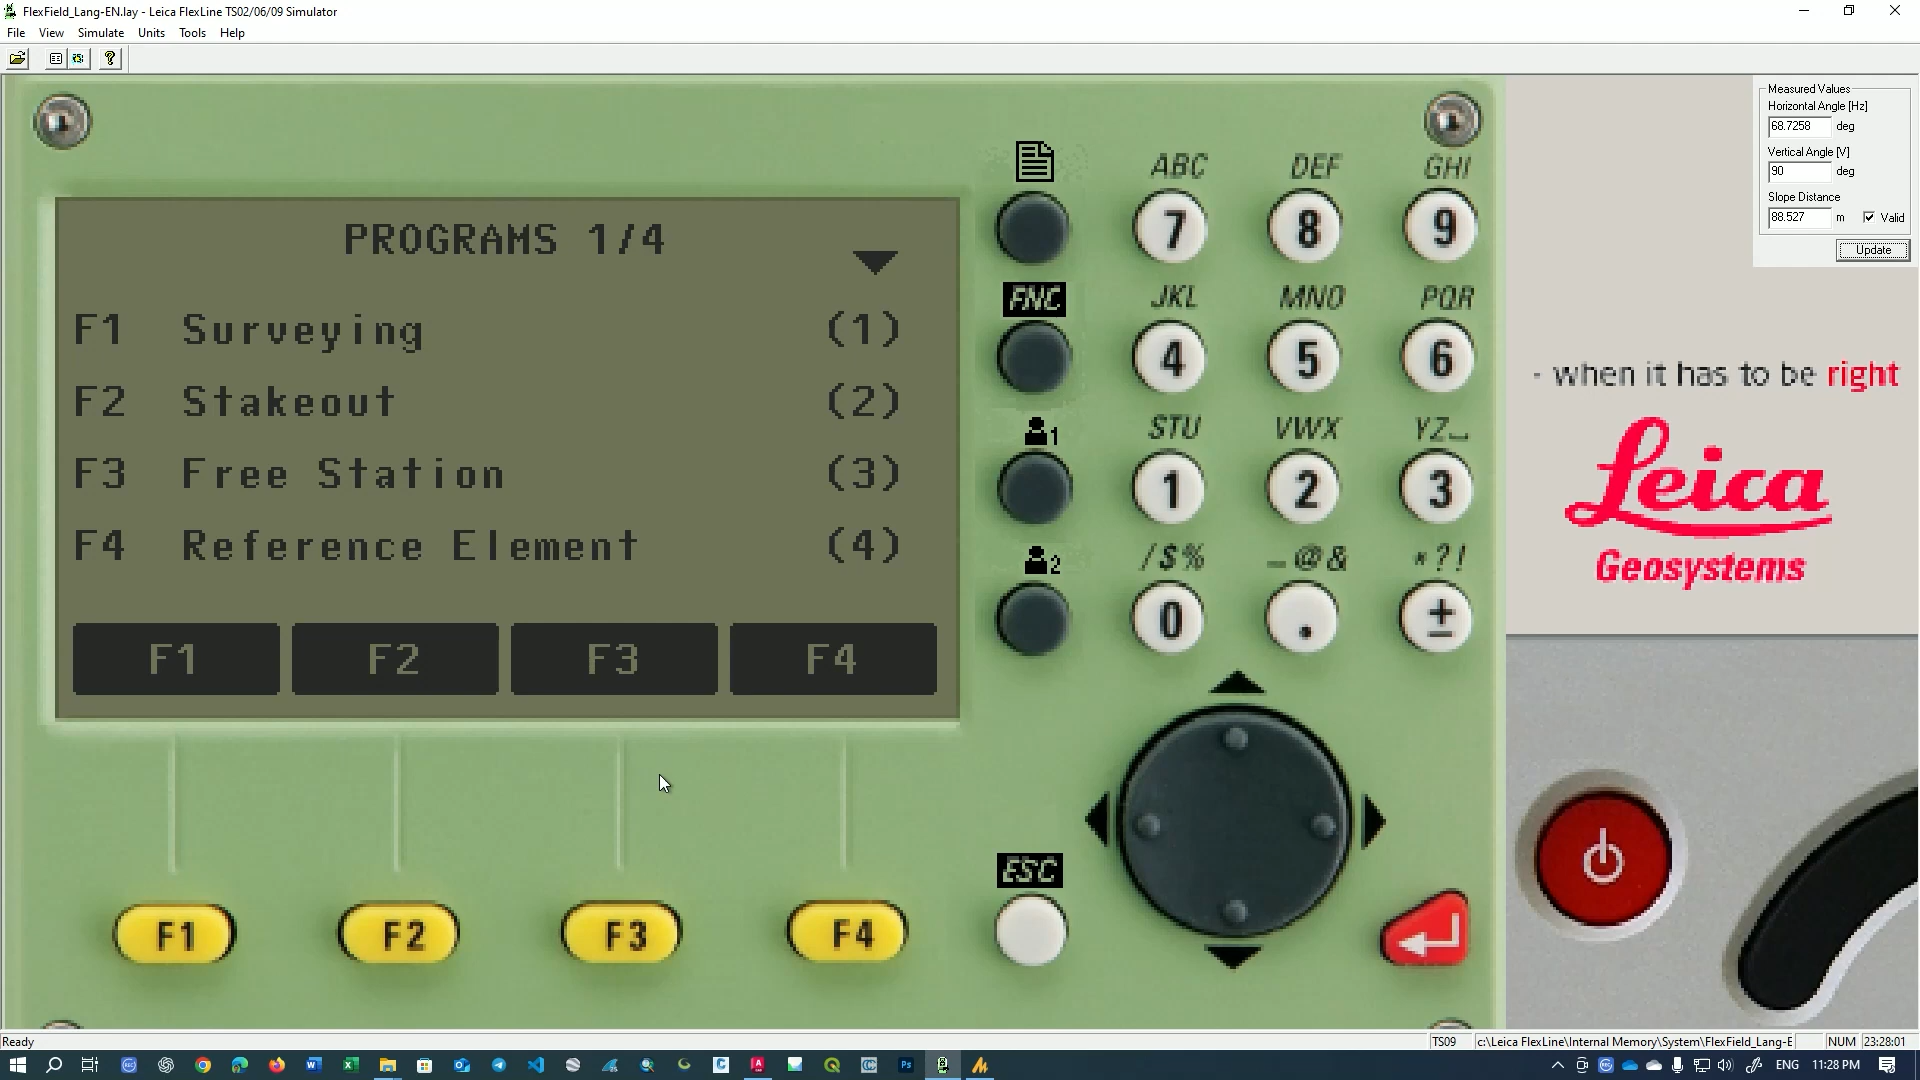 FlexField_Lang-EN.lay - Leica FlexLine TS02/06/09 Simulator
File View Simulate Units Tools Help
Measured Values
Horizontal Angle [Hz]
68.7258 deg
Vertical Angle [V]
90 deg
Slope Distance
88.527 m Valid
Update
PROGRAMS 1/4
F1 Surveying (1)
F2 Stakeout (2)
F3 Free Station (3)
F4 Reference Element (4)
F1 F2 F3 F4
ABC DEF GHI
7 8 9
FNC JKL MNO PQR
4 5 6
1 STU VWX YZ_
1 2 3
2 /$% _@& *?!
0 . ±
ESC
F1 F2 F3 F4
- when it has to be right
Leica
Geosystems
Ready TS09 c:\Leica FlexLine\Internal Memory\System\FlexField_Lang-E NUM 23:28:01
ENG 11:28 PM